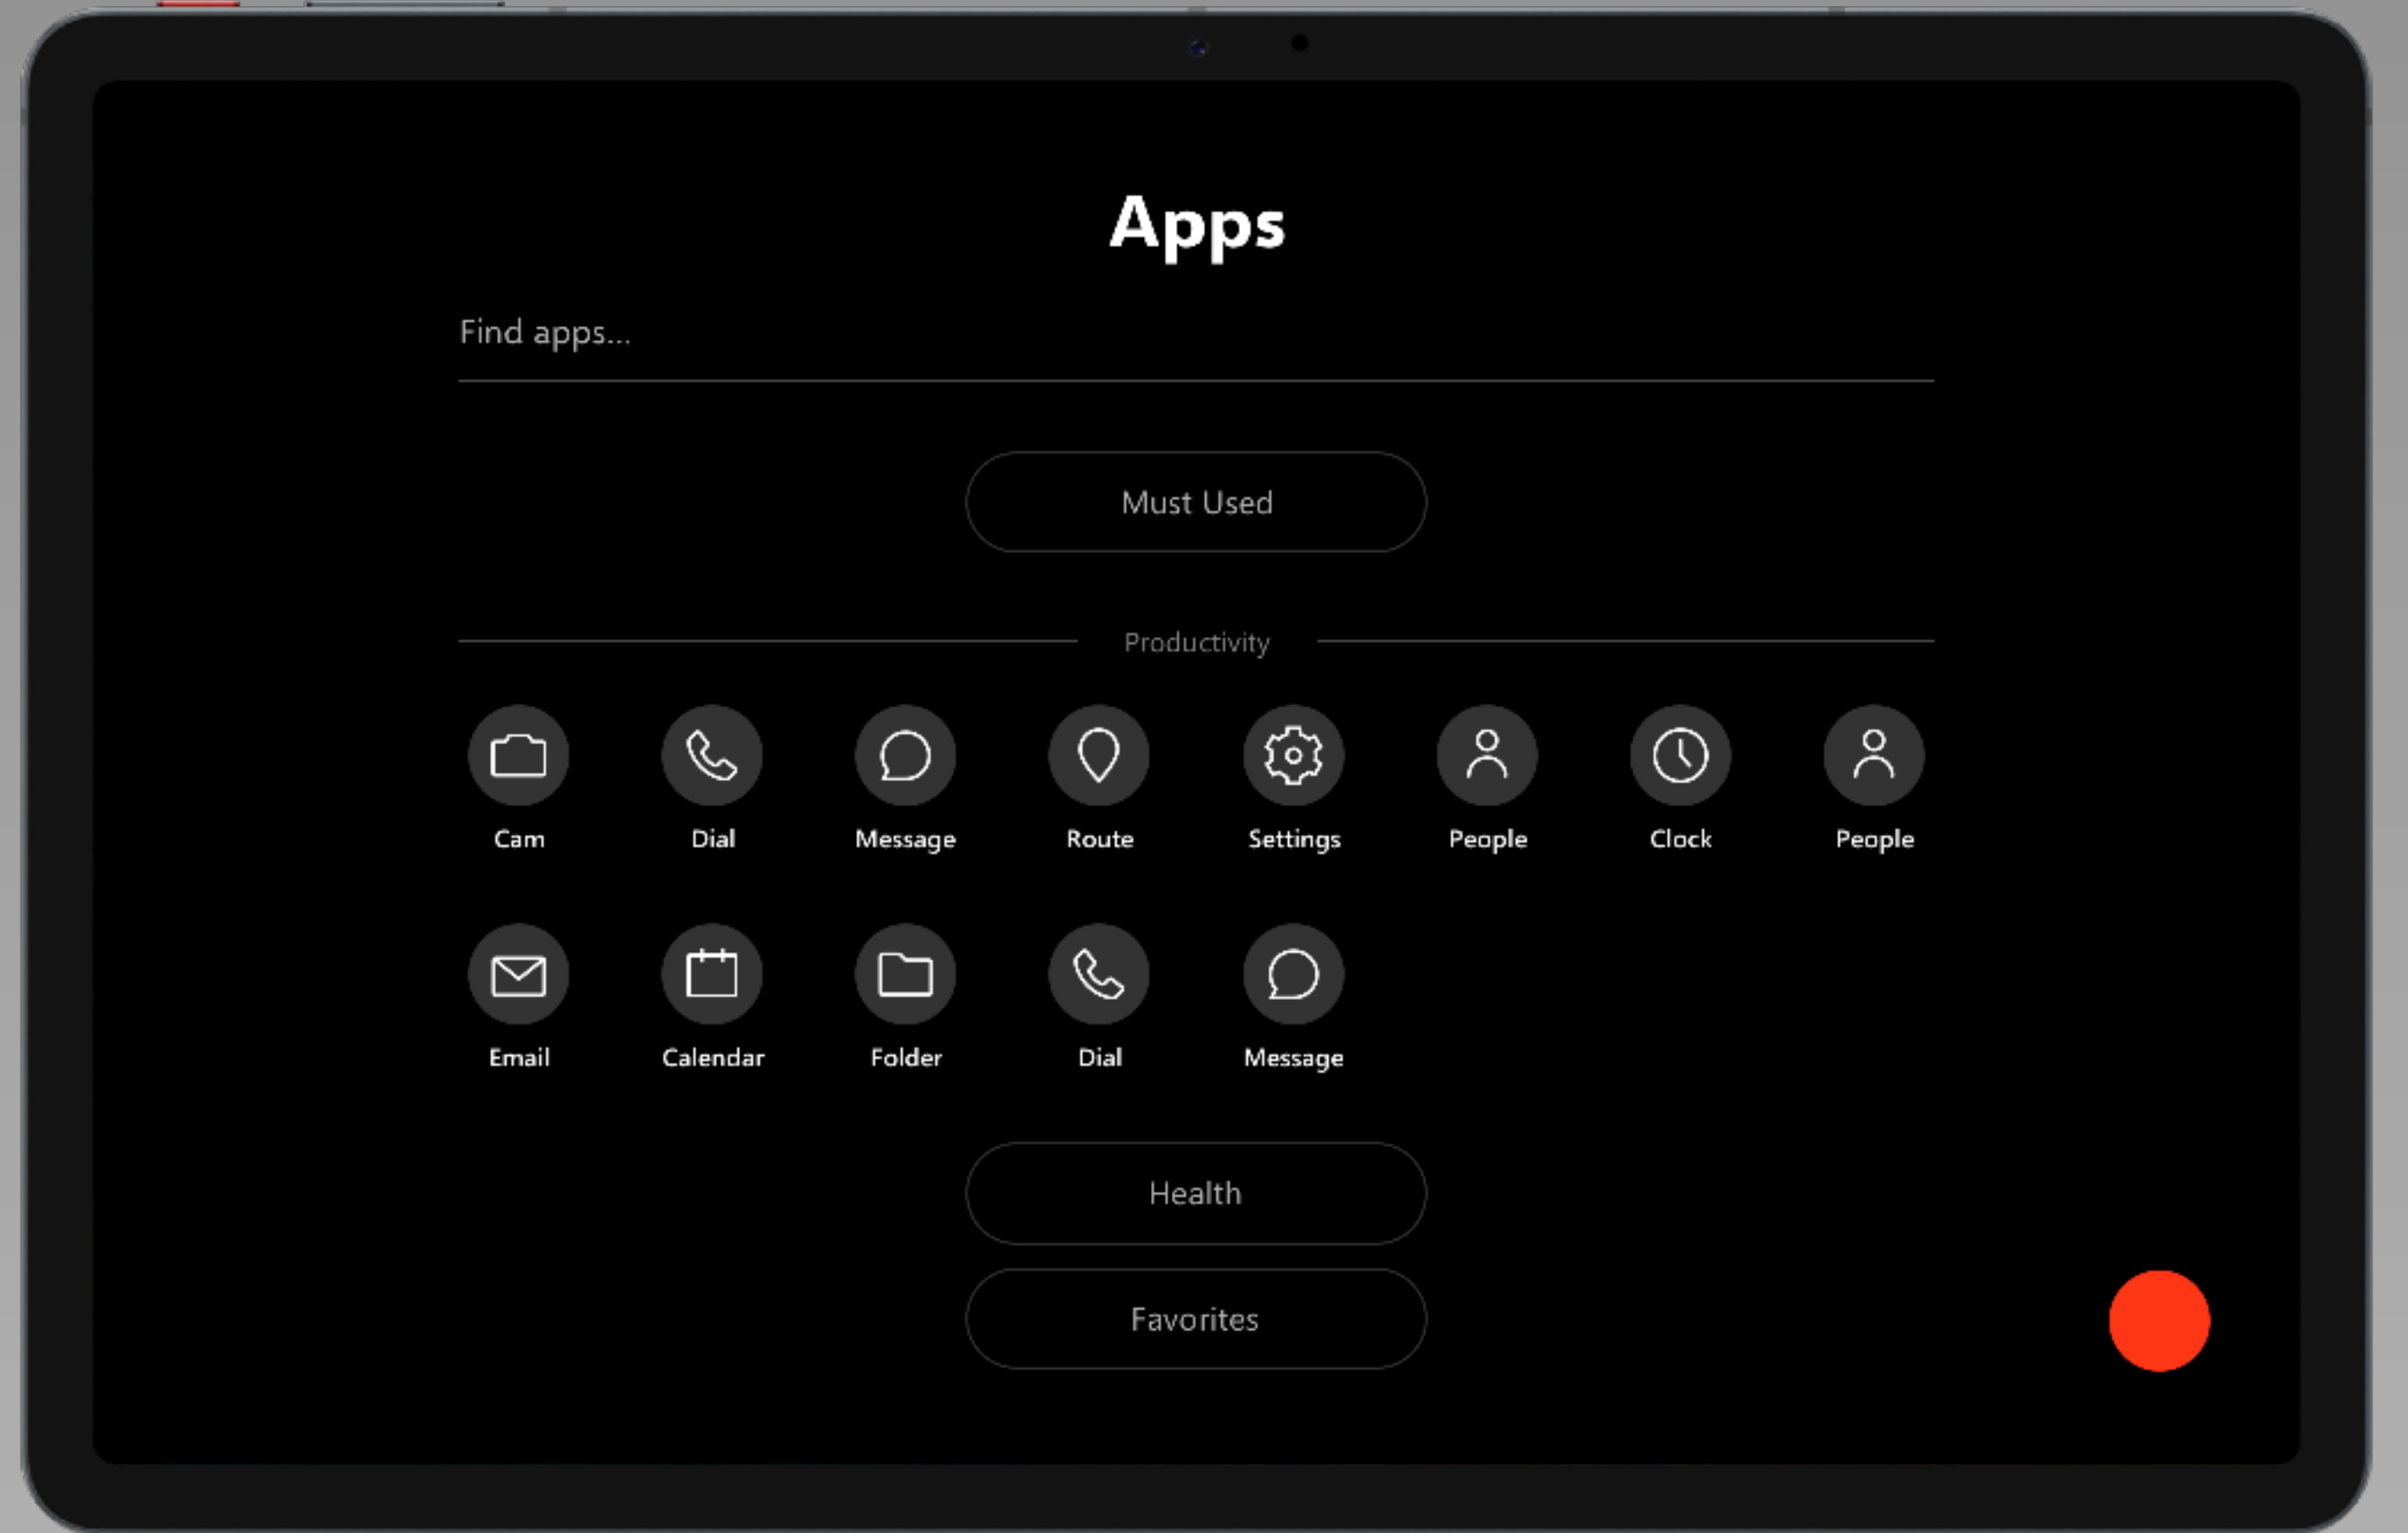 Apps
Find apps...
Must Used
Productivity
Cam Dial Message Route Settings People Clock People
Email Calendar Folder Dial Message
Health
Favorites